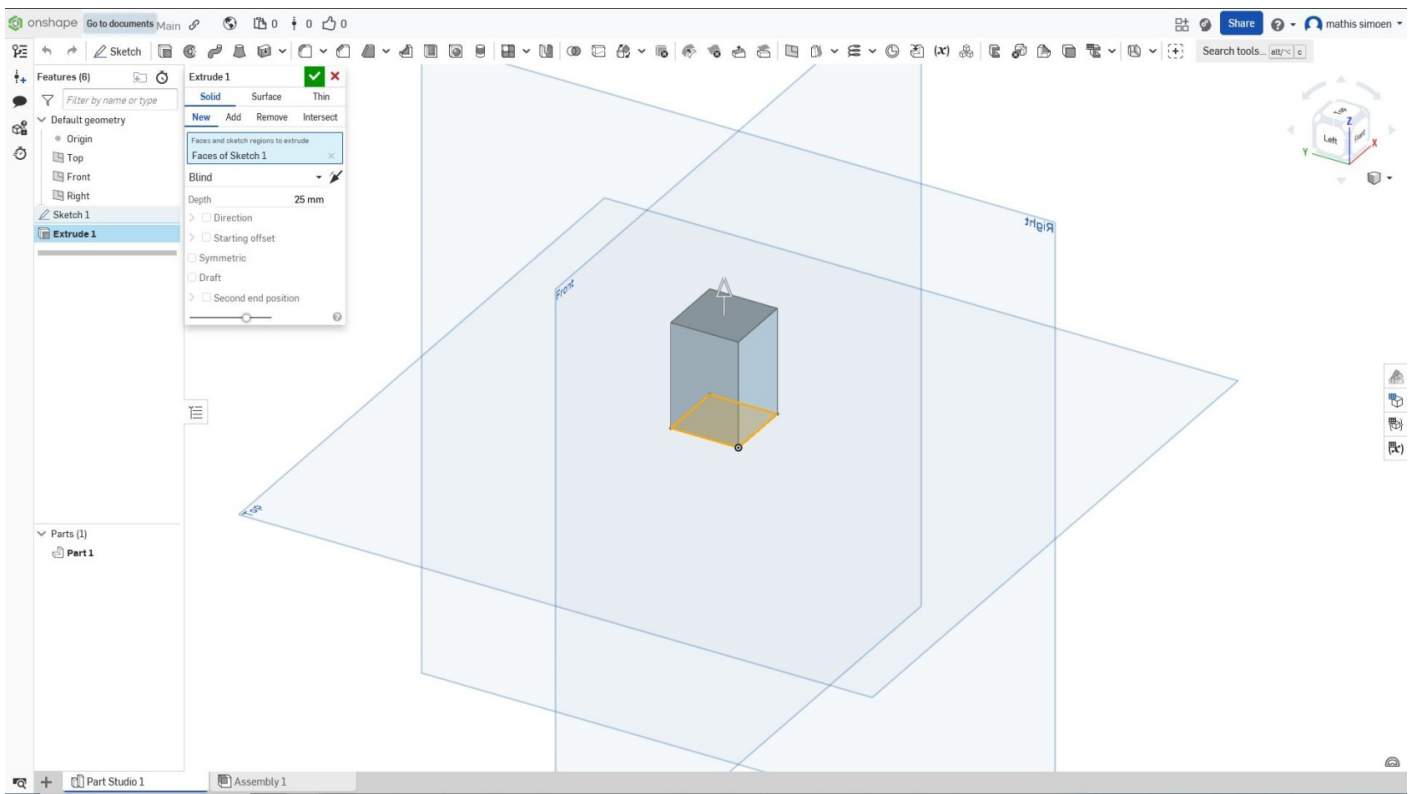 onshape Go to documents Main 0 0 0 Share mathis simoen
Sketch (x) Search tools... alt/⌥ c
Features (6)
Filter by name or type
Default geometry
Origin
Top
Front
Right
Sketch 1
Extrude 1
Parts (1)
Part 1
Extrude 1
Solid Surface Thin
New Add Remove Intersect
Faces and sketch regions to extrude
Faces of Sketch 1
Blind
Depth 25 mm
Direction
Starting offset
Symmetric
Draft
Second end position
Right
Front
Top
Z
Left
Y
X
(x)
Part Studio 1 Assembly 1